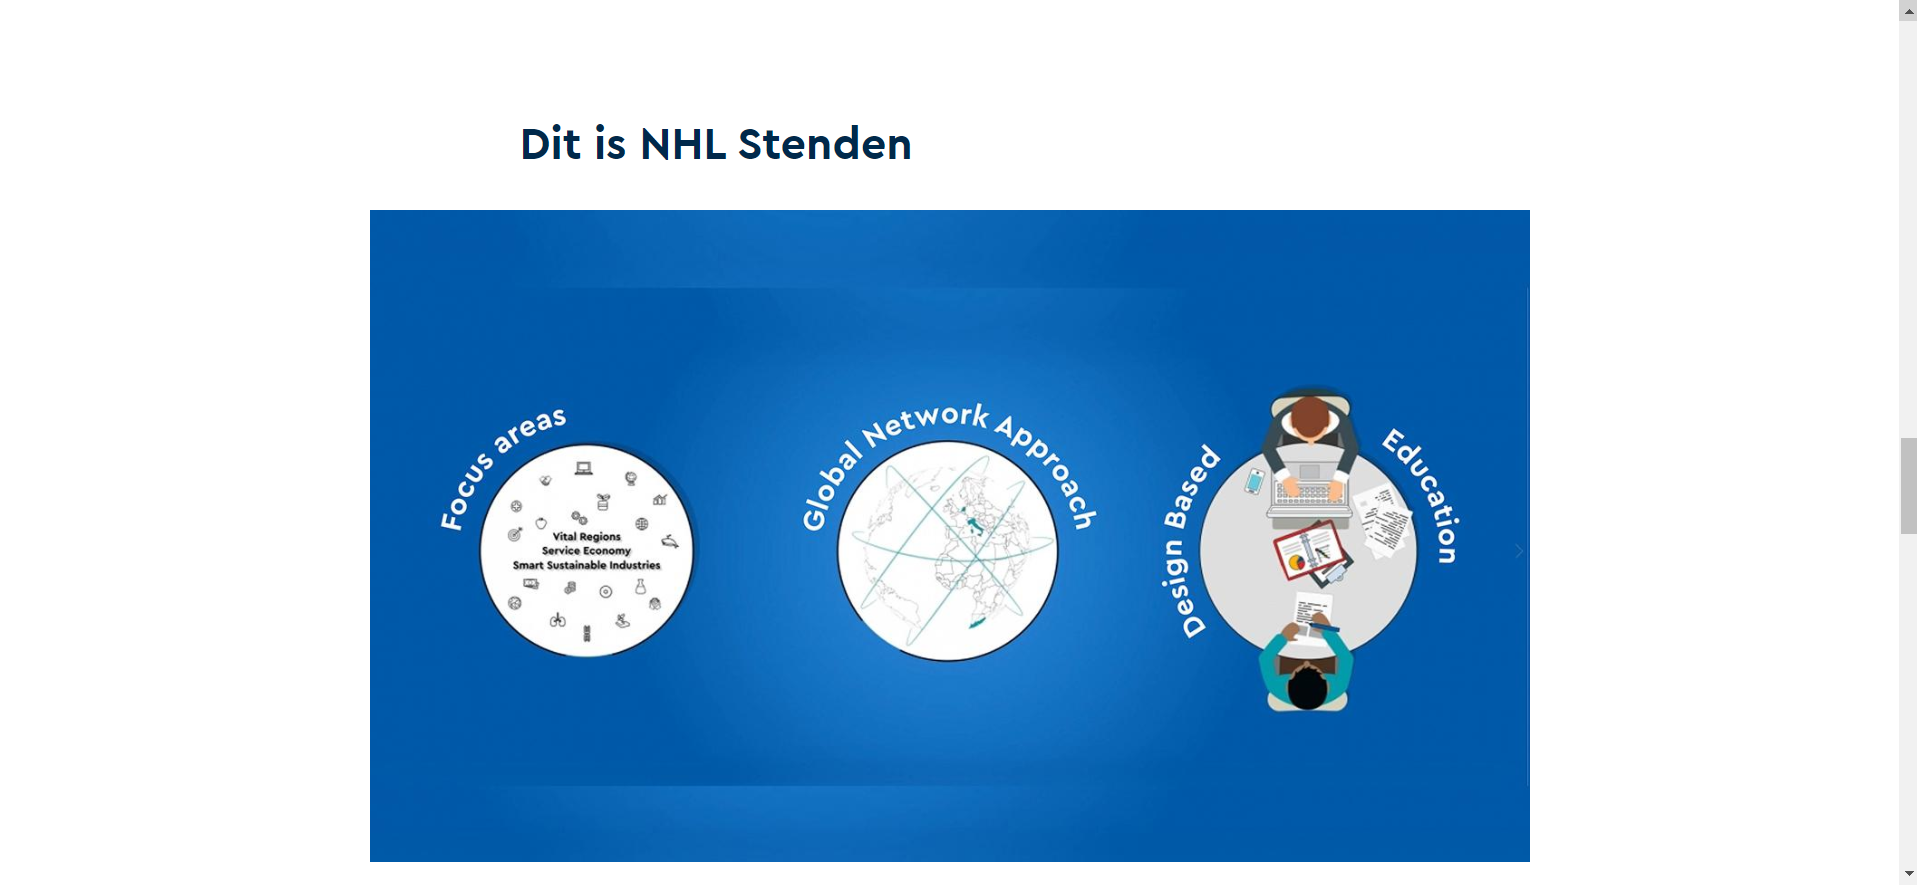 Dit is NHL Stenden
Focus areas
Vital Regions
Service Economy
Smart Sustainable Industries
Global Network Approach
Design Based
Education